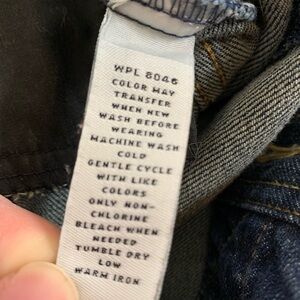 WPL 8046
COLOR MAY
TRANSFER
WHEN NEW
WASH BEFORE
WEARING
MACHINE WASH
COLD
GENTLE CYCLE
WITH LIKE
COLORS
ONLY NON-
CHLORINE
BLEACH WHEN
NEEDED
TUMBLE DRY
LOW
WARM IRON